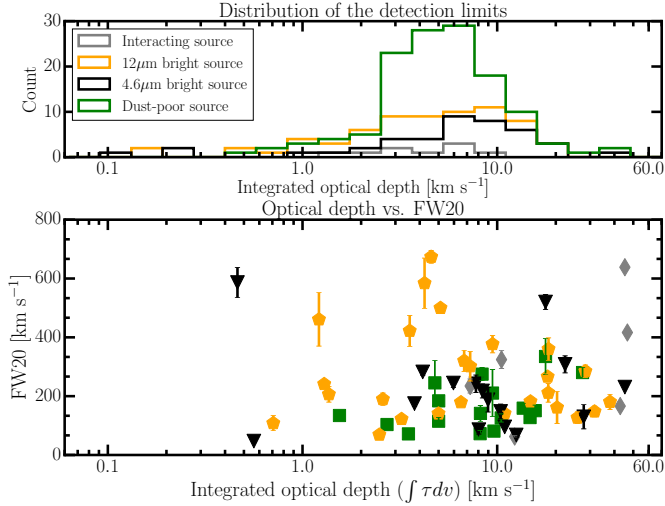 Distribution of the detection limits
30
20
10
0
Count
Interacting source
12μm bright source
4.6μm bright source
Dust-poor source
0.1 1.0 10.0 60.0
Integrated optical depth [km s⁻¹]
Optical depth vs. FW20
800
600
400
200
0
FW20 [km s⁻¹]
0.1 1.0 10.0 60.0
Integrated optical depth (∫ τdv) [km s⁻¹]